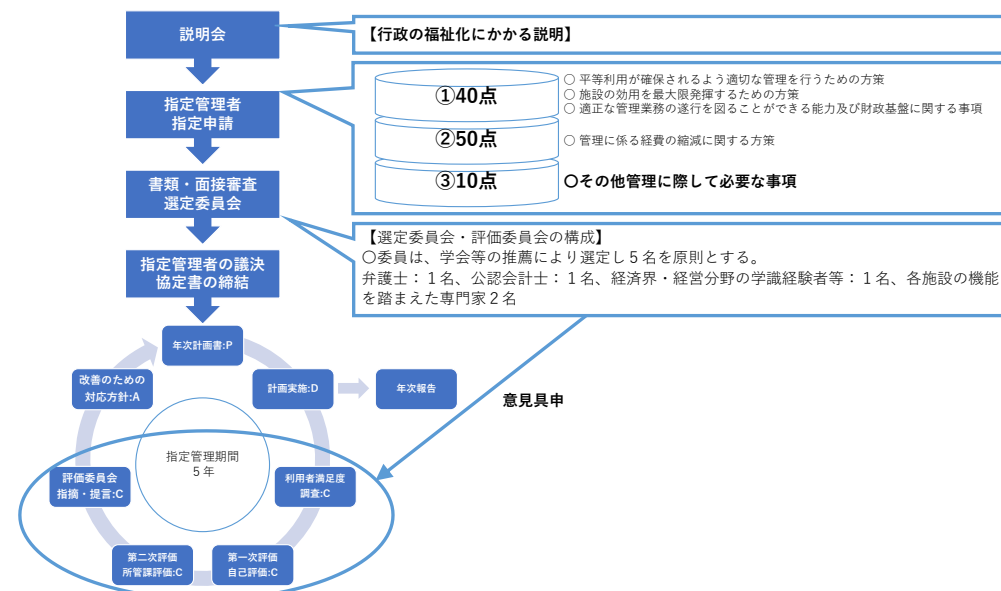 説明会
【行政の福祉化にかかる説明】
指定管理者
指定申請
①40点
○ 平等利用が確保されるよう適切な管理を行うための方策
○ 施設の効用を最大限発揮するための方策
○ 適正な管理業務の遂行を図ることができる能力及び財政基盤に関する事項
②50点
○ 管理に係る経費の縮減に関する方策
③10点
〇その他管理に際して必要な事項
書類・面接審査
選定委員会
【選定委員会・評価委員会の構成】
〇委員は、学会等の推薦により選定し５名を原則とする。
弁護士：１名、公認会計士：１名、経済界・経営分野の学識経験者等：１名、各施設の機能
を踏まえた専門家２名
指定管理者の議決
協定書の締結
年次計画書:P
計画実施:D
年次報告
意見具申
利用者満足度
調査:C
第一次評価
自己評価:C
第二次評価
所管課評価:C
評価委員会
指摘・提言:C
改善のための
対応方針:A
指定管理期間
５年